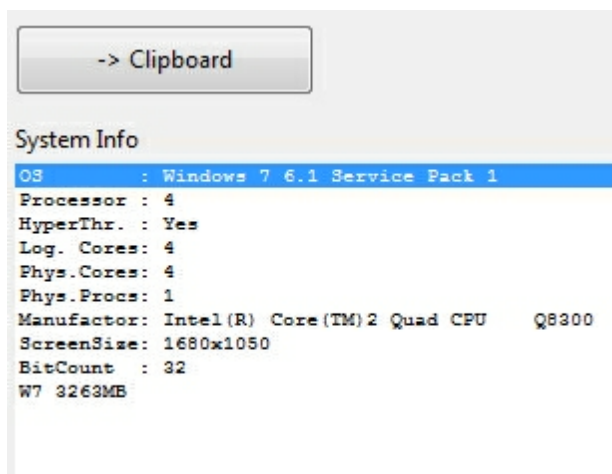 -> Clipboard
System Info
OS        : Windows 7 6.1 Service Pack 1
Processor : 4
HyperThr. : Yes
Log. Cores: 4
Phys.Cores: 4
Phys.Procs: 1
Manufactor: Intel(R) Core(TM)2 Quad CPU    Q8300
ScreenSize: 1680x1050
BitCount  : 32
W7 3263MB